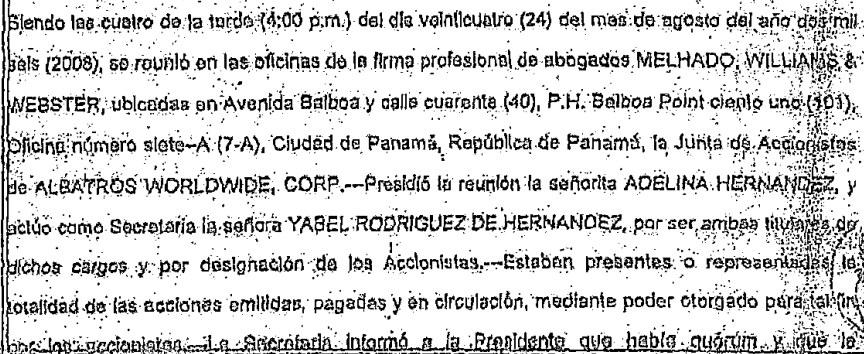 Siendo las cuatro de la tarde (4:00 p.m.) del día veinticuatro (24) del mes de agosto del año dos mil
seis (2006), se reunió en las oficinas de la firma profesional de abogados MELHADO, WILLIAMS &
WEBSTER, ubicadas en Avenida Balboa y calle cuarenta (40), P.H. Balboa Point ciento uno (101),
Oficina número siete-A (7-A), Ciudad de Panamá, República de Panamá, la Junta de Accionistas
de ALBATROS WORLDWIDE, CORP.---Presidió la reunión la señorita ADELINA HERNANDEZ, y
actúo como Secretaria la señora YABEL RODRIGUEZ DE HERNANDEZ, por ser ambas titulares de
dichos cargos y por designación de los Accionistas.---Estaban presentes o representadas la
totalidad de las acciones emitidas, pagadas y en circulación, mediante poder otorgado para tal fin
por los accionistas.---La Secretaria informó a la Presidente que había quórum y que la